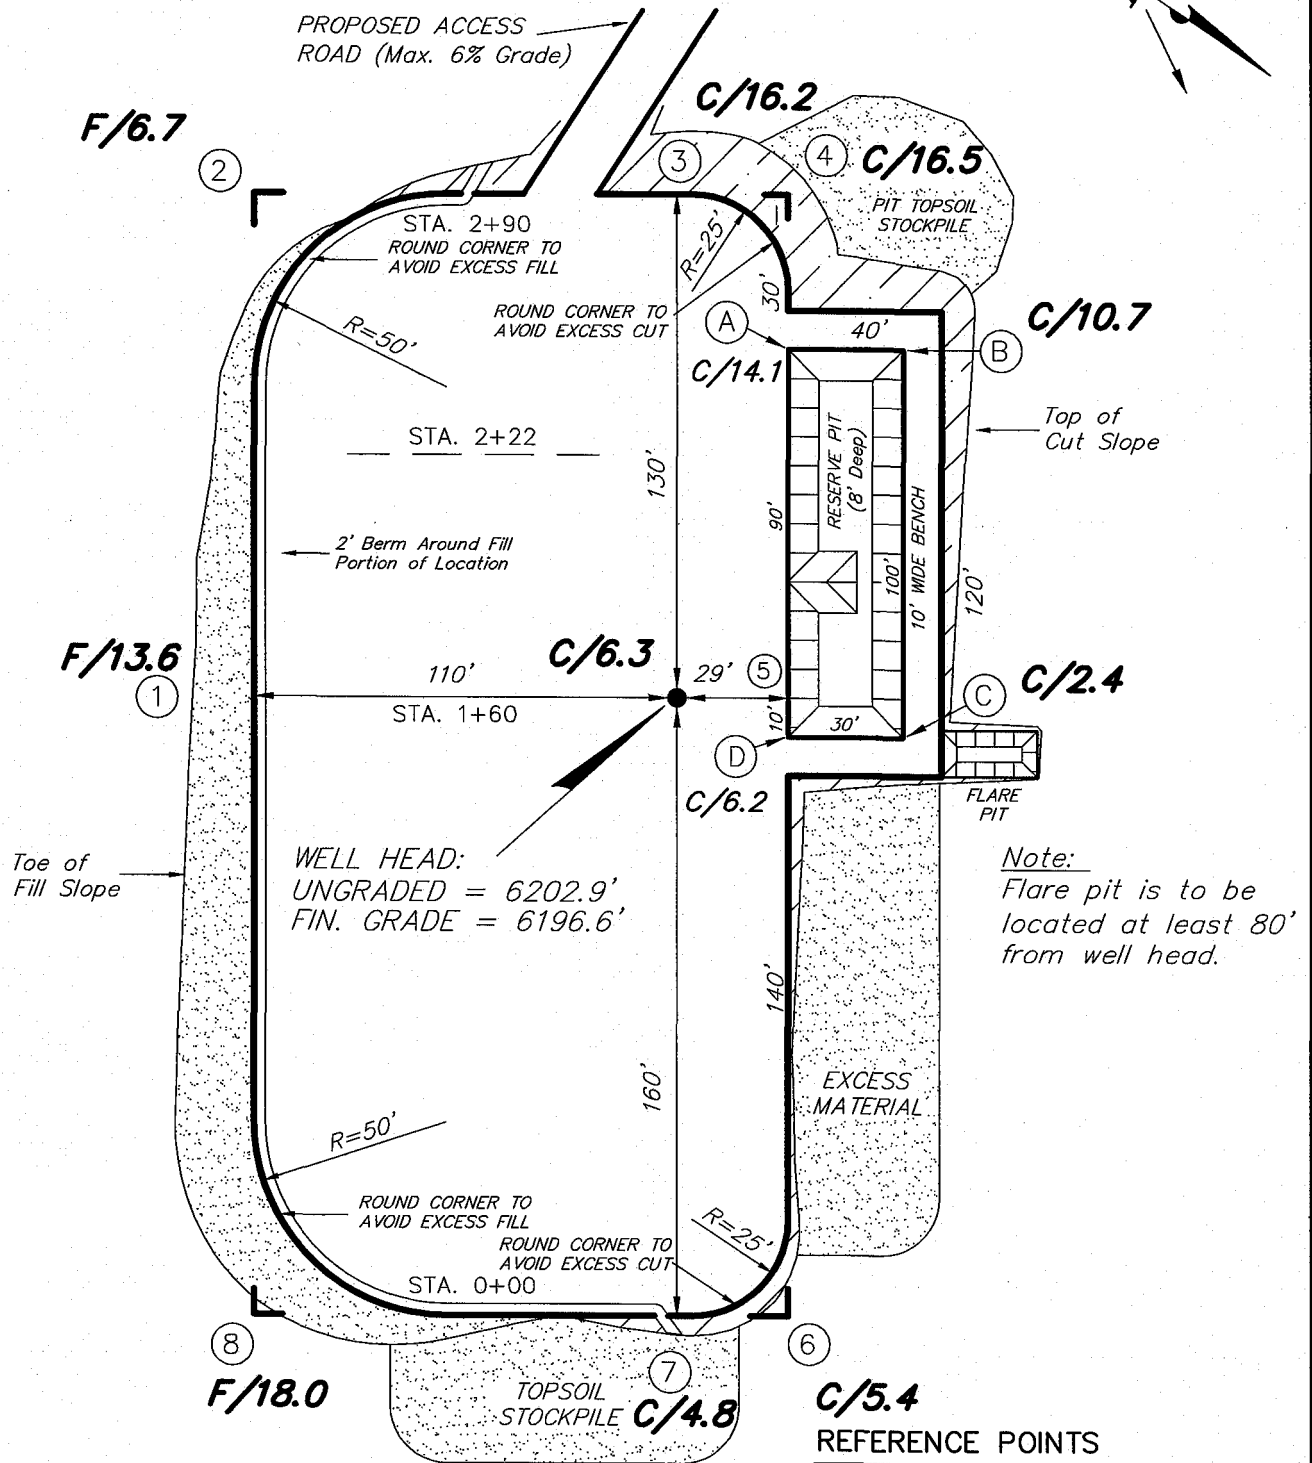 PROPOSED ACCESS
ROAD (Max. 6% Grade)
C/16.2
F/6.7
2
3
4
C/16.5
PIT TOPSOIL
STOCKPILE
STA. 2+90
ROUND CORNER TO
AVOID EXCESS FILL
R=25'
30'
ROUND CORNER TO
AVOID EXCESS CUT
R=50'
A
40'
C/10.7
B
C/14.1
Top of
Cut Slope
STA. 2+22
130'
RESERVE PIT
(8' Deep)
90'
2' Berm Around Fill
Portion of Location
100'
10' WIDE BENCH
120'
F/13.6
C/6.3
1
110'
29'
5
C/2.4
C
STA. 1+60
10'
30'
D
C/6.2
FLARE
PIT
Toe of
Fill Slope
WELL HEAD:
UNGRADED = 6202.9'
FIN. GRADE = 6196.6'
Note:
Flare pit is to be
located at least 80'
from well head.
140'
160'
EXCESS
MATERIAL
R=50'
ROUND CORNER TO
AVOID EXCESS FILL
R=25'
ROUND CORNER TO
AVOID EXCESS CUT
STA. 0+00
8
7
6
F/18.0
TOPSOIL
STOCKPILE
C/4.8
C/5.4
REFERENCE POINTS